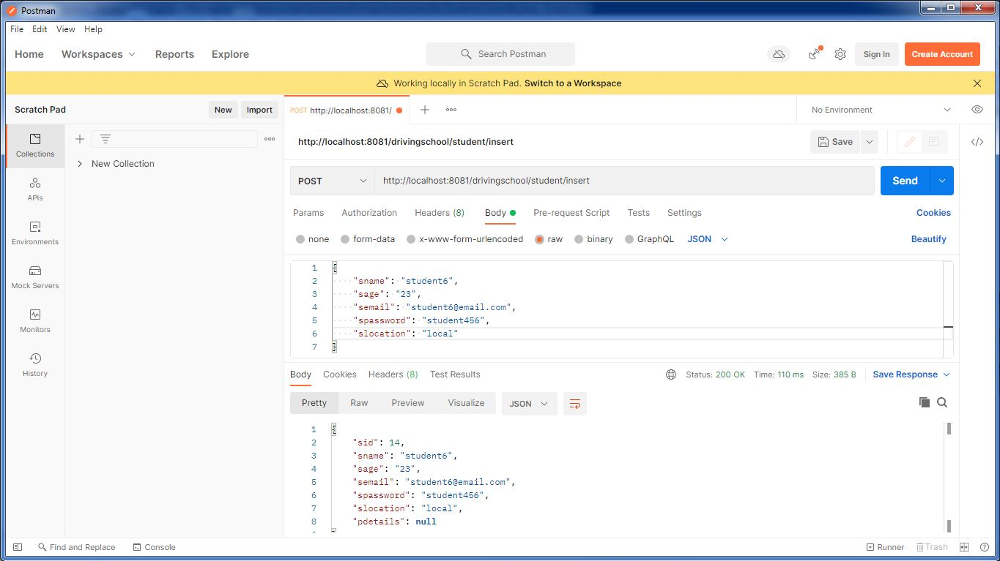 Postman
File Edit View Help
Home Workspaces Reports Explore Search Postman Sign In Create Account
Working locally in Scratch Pad. Switch to a Workspace
Scratch Pad New Import
POST http://localhost:8081/ No Environment
Collections
APIs
Environments
Mock Servers
Monitors
History
New Collection
http://localhost:8081/drivingschool/student/insert Save
POST http://localhost:8081/drivingschool/student/insert Send
Params Authorization Headers (8) Body Pre-request Script Tests Settings Cookies
none form-data x-www-form-urlencoded raw binary GraphQL JSON Beautify
1 {
2 "sname": "student6",
3 "sage": "23",
4 "semail": "student6@email.com",
5 "spassword": "student456",
6 "slocation": "local"
7 }
Body Cookies Headers (8) Test Results Status: 200 OK Time: 110 ms Size: 385 B Save Response
Pretty Raw Preview Visualize JSON
1 {
2 "sid": 14,
3 "sname": "student6",
4 "sage": "23",
5 "semail": "student6@email.com",
6 "spassword": "student456",
7 "slocation": "local",
8 "pdetails": null
Find and Replace Console Runner Trash